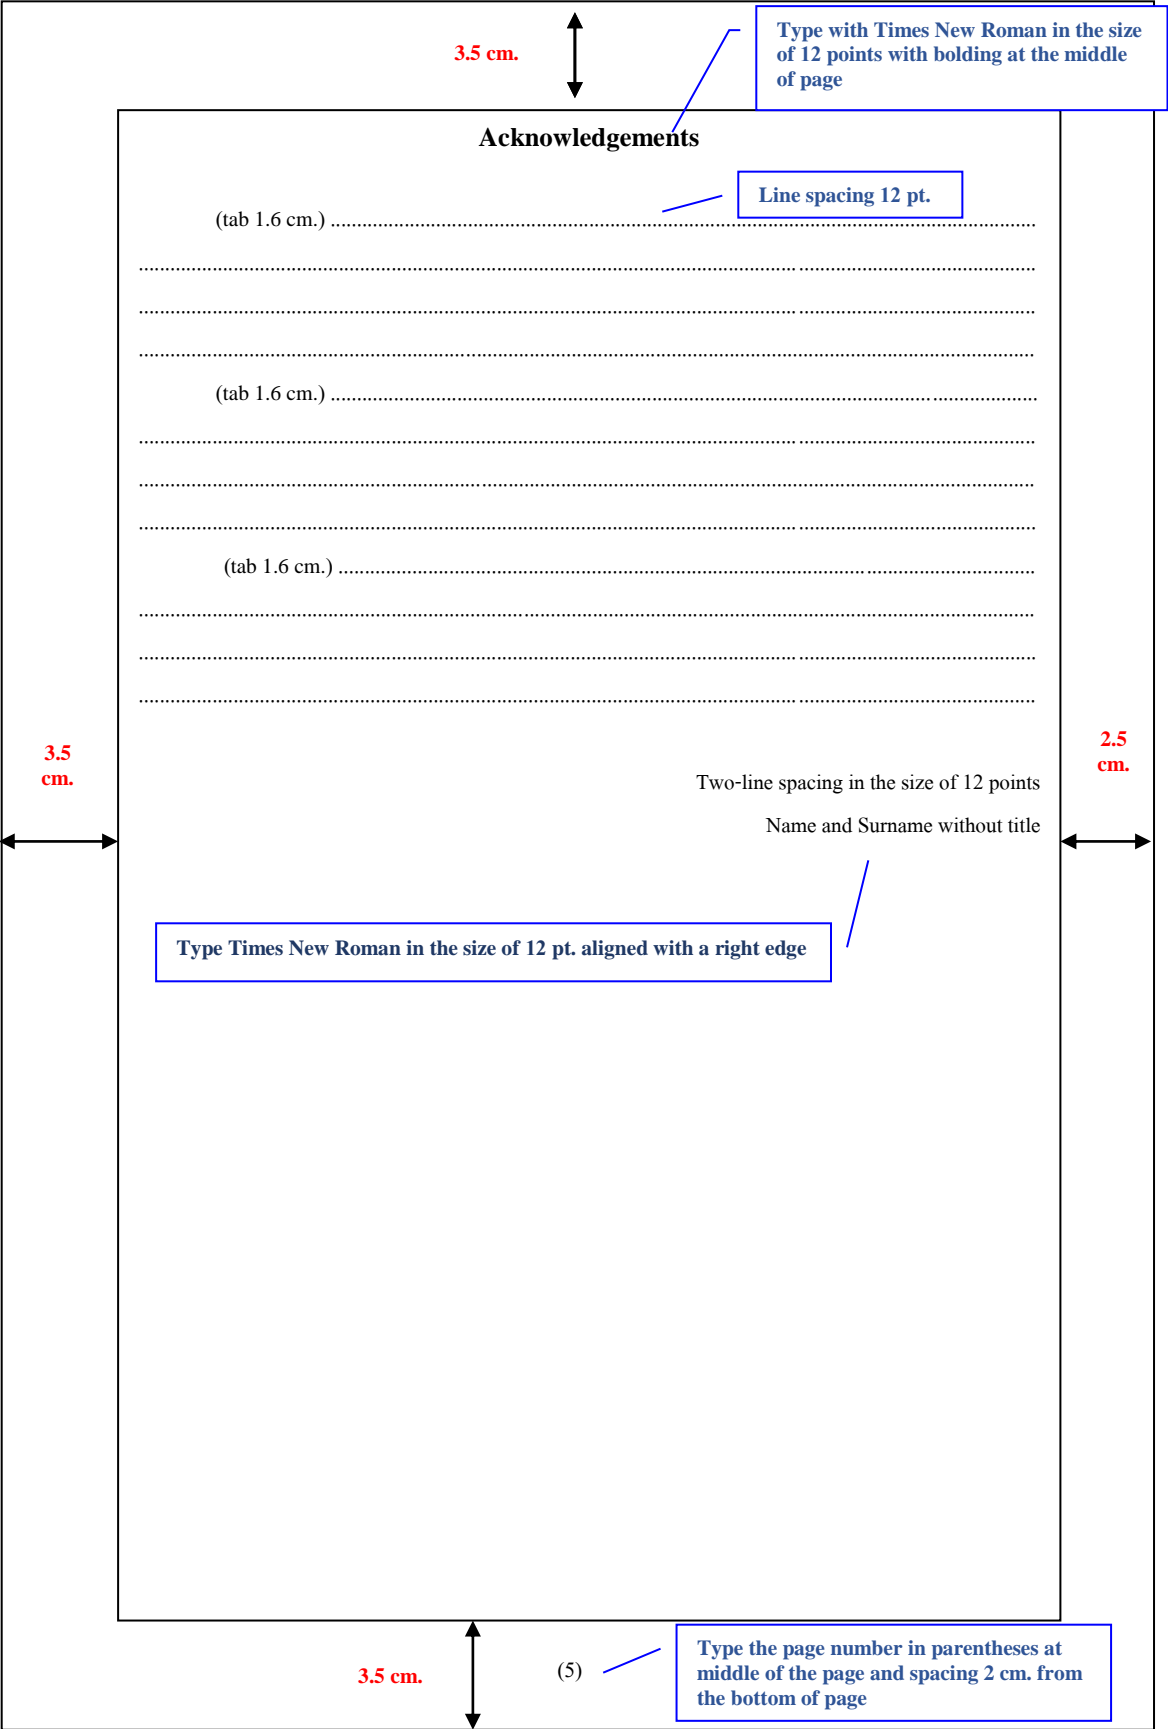 3.5 cm.
Type with Times New Roman in the size
of 12 points with bolding at the middle
of page
Acknowledgements
Line spacing 12 pt.
(tab 1.6 cm.) ......................................................................................................................................
..........................................................................................................................................................................
..........................................................................................................................................................................
..........................................................................................................................................................................
(tab 1.6 cm.) ......................................................................................................................................
..........................................................................................................................................................................
..........................................................................................................................................................................
..........................................................................................................................................................................
(tab 1.6 cm.) ......................................................................................................................................
..........................................................................................................................................................................
..........................................................................................................................................................................
..........................................................................................................................................................................
3.5
cm.
2.5
cm.
Two-line spacing in the size of 12 points
Name and Surname without title
Type Times New Roman in the size of 12 pt. aligned with a right edge
3.5 cm.
(5)
Type the page number in parentheses at
middle of the page and spacing 2 cm. from
the bottom of page